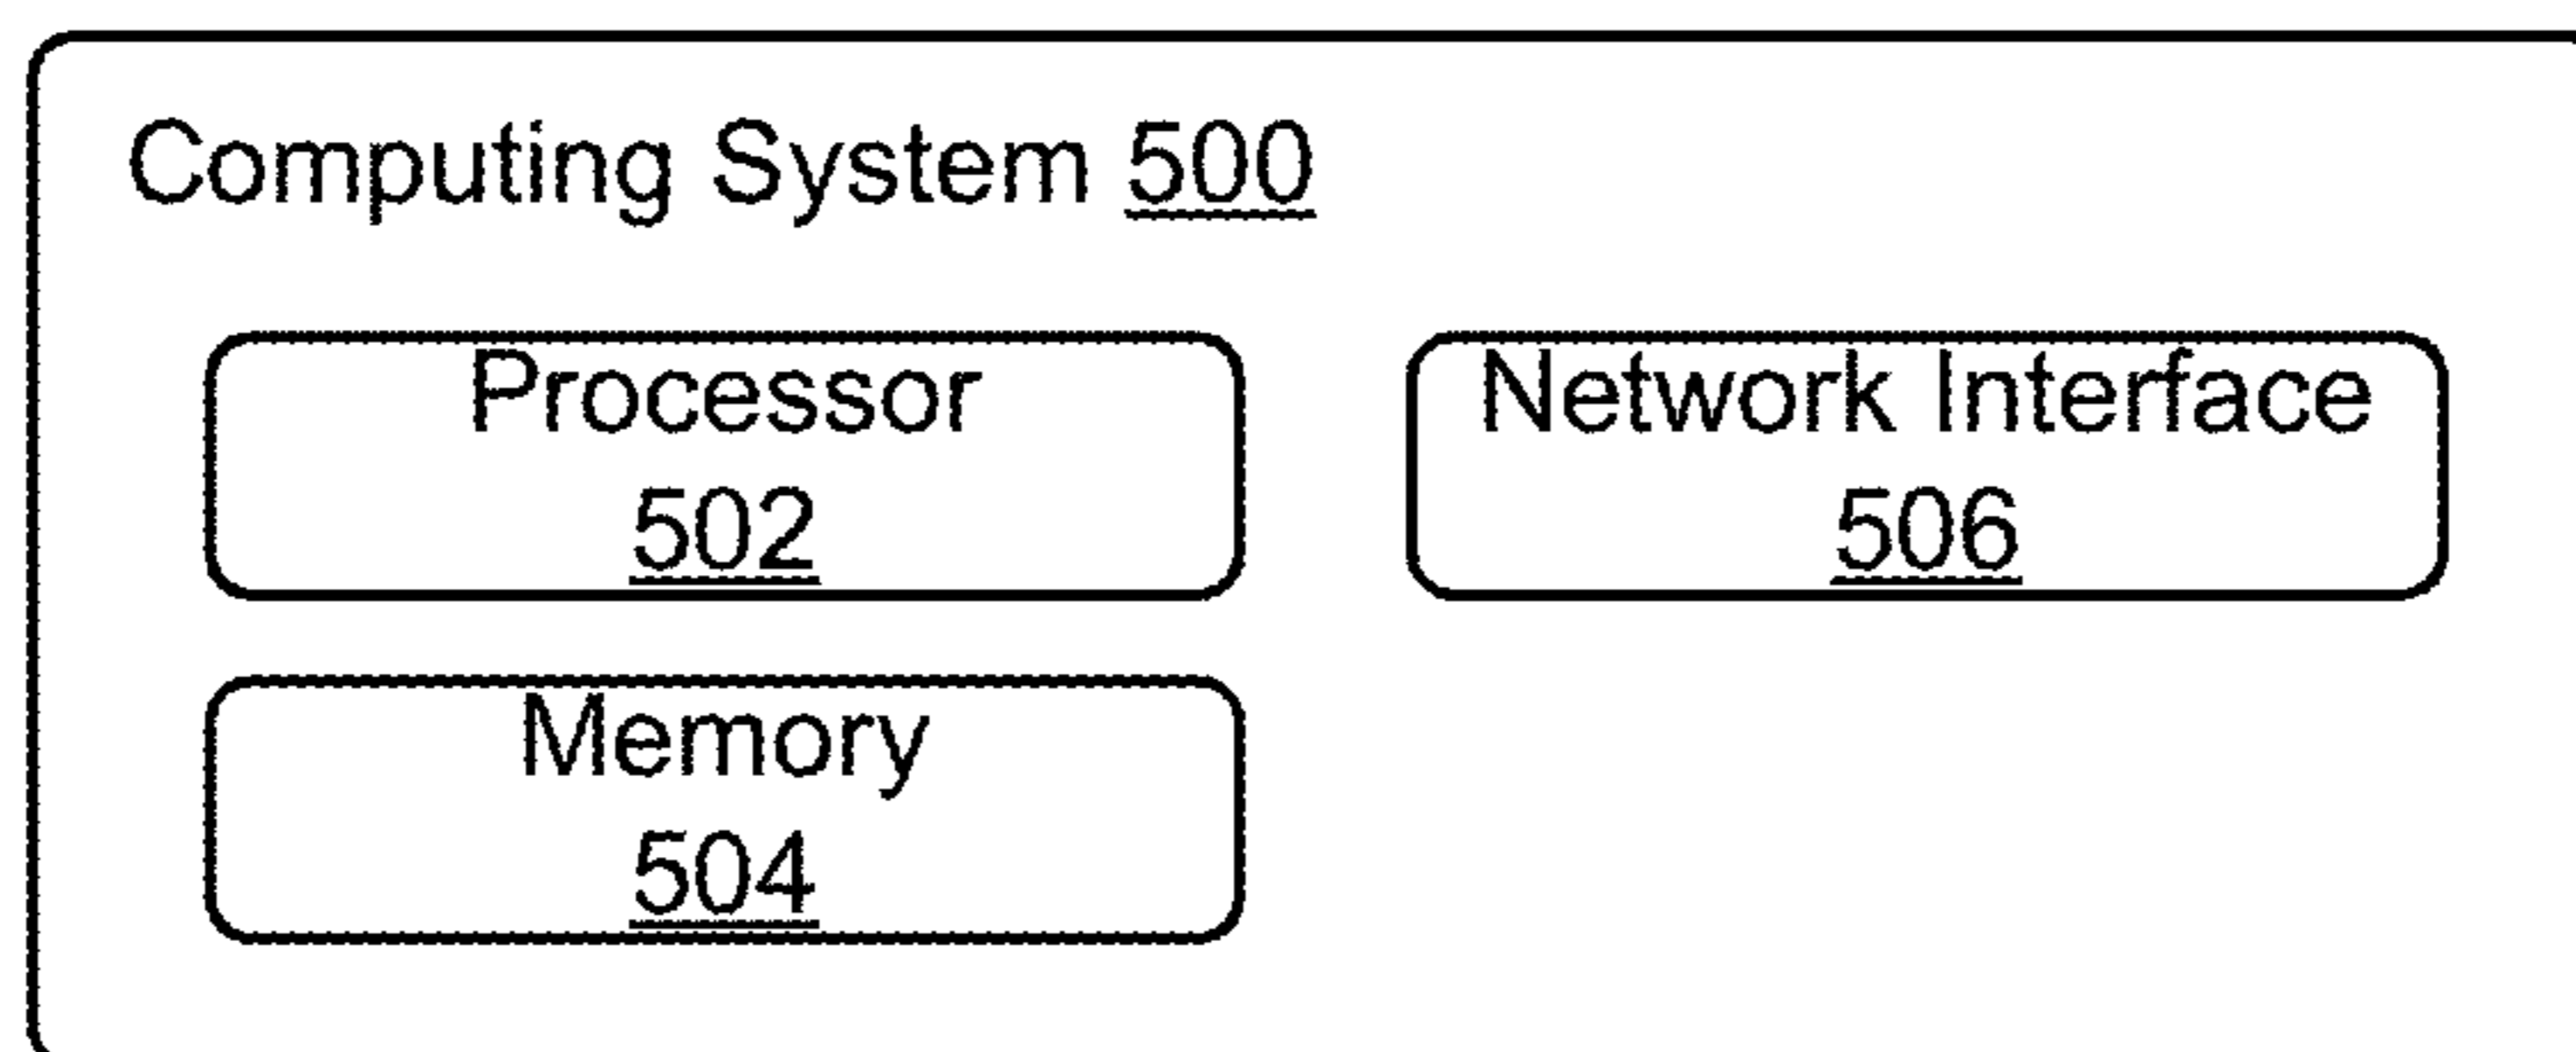 Computing System 500
Processor
502
Network Interface
506
Memory
504